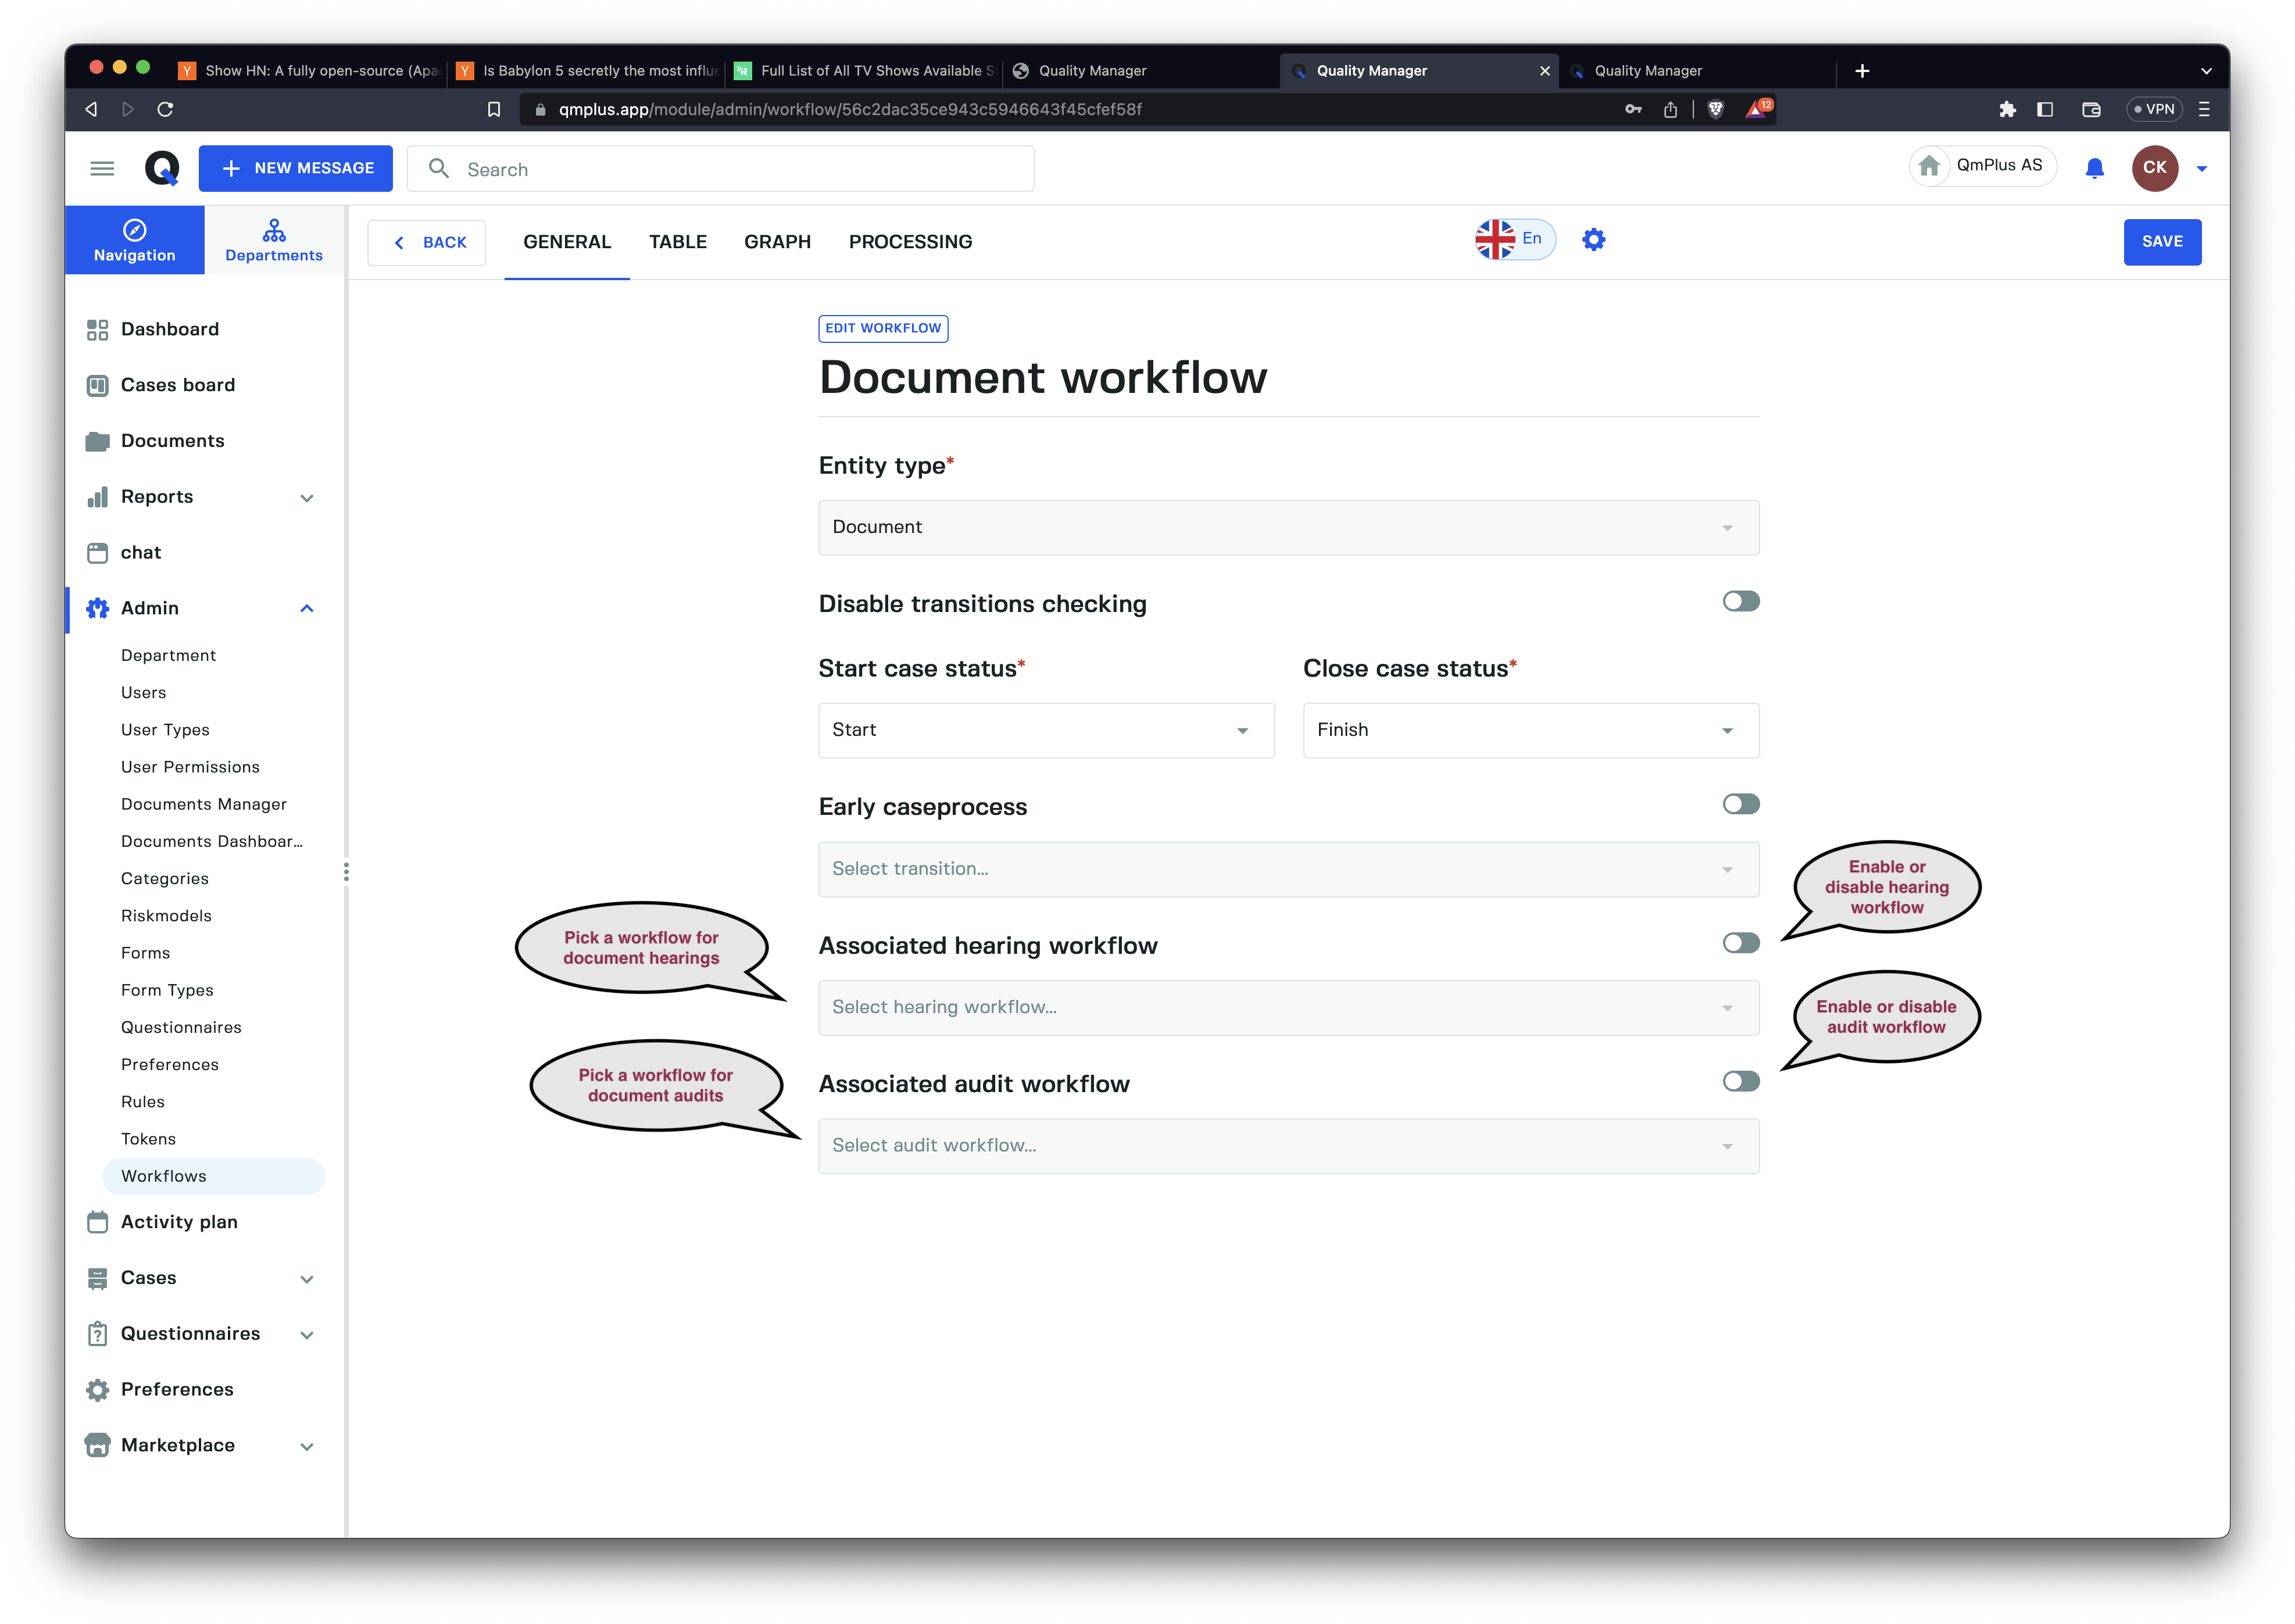 Show HN: A fully open-source (Apa
Is Babylon 5 secretly the most influe
Full List of All TV Shows Available S
Quality Manager
Quality Manager
Quality Manager
qmplus.app/module/admin/workflow/56c2dac35ce943c5946643f45cfef58f
12
VPN
NEW MESSAGE
Search
QmPlus AS
CK
Navigation
Departments
BACK
GENERAL
TABLE
GRAPH
PROCESSING
En
SAVE
Dashboard
Cases board
Documents
Reports
chat
Admin
Department
Users
User Types
User Permissions
Documents Manager
Documents Dashboar...
Categories
Riskmodels
Forms
Form Types
Questionnaires
Preferences
Rules
Tokens
Workflows
Activity plan
Cases
Questionnaires
Preferences
Marketplace
EDIT WORKFLOW
Document workflow
Entity type*
Document
Disable transitions checking
Start case status*
Close case status*
Start
Finish
Early caseprocess
Select transition...
Enable or
disable hearing
workflow
Pick a workflow for
document hearings
Associated hearing workflow
Select hearing workflow...
Enable or disable
audit workflow
Pick a workflow for
document audits
Associated audit workflow
Select audit workflow...